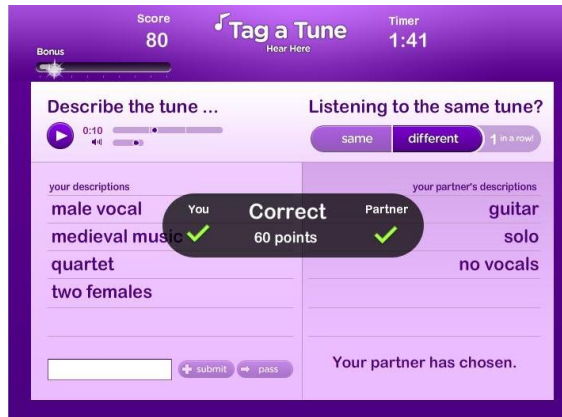 Score
80
Tag a Tune
Hear Here
Timer
1:41
Bonus
Describe the tune ...
0:10
Listening to the same tune?
same
different
1 in a row!
your descriptions
male vocal
medieval music
quartet
two females
You
Correct
60 points
Partner
your partner's descriptions
guitar
solo
no vocals
submit
pass
Your partner has chosen.